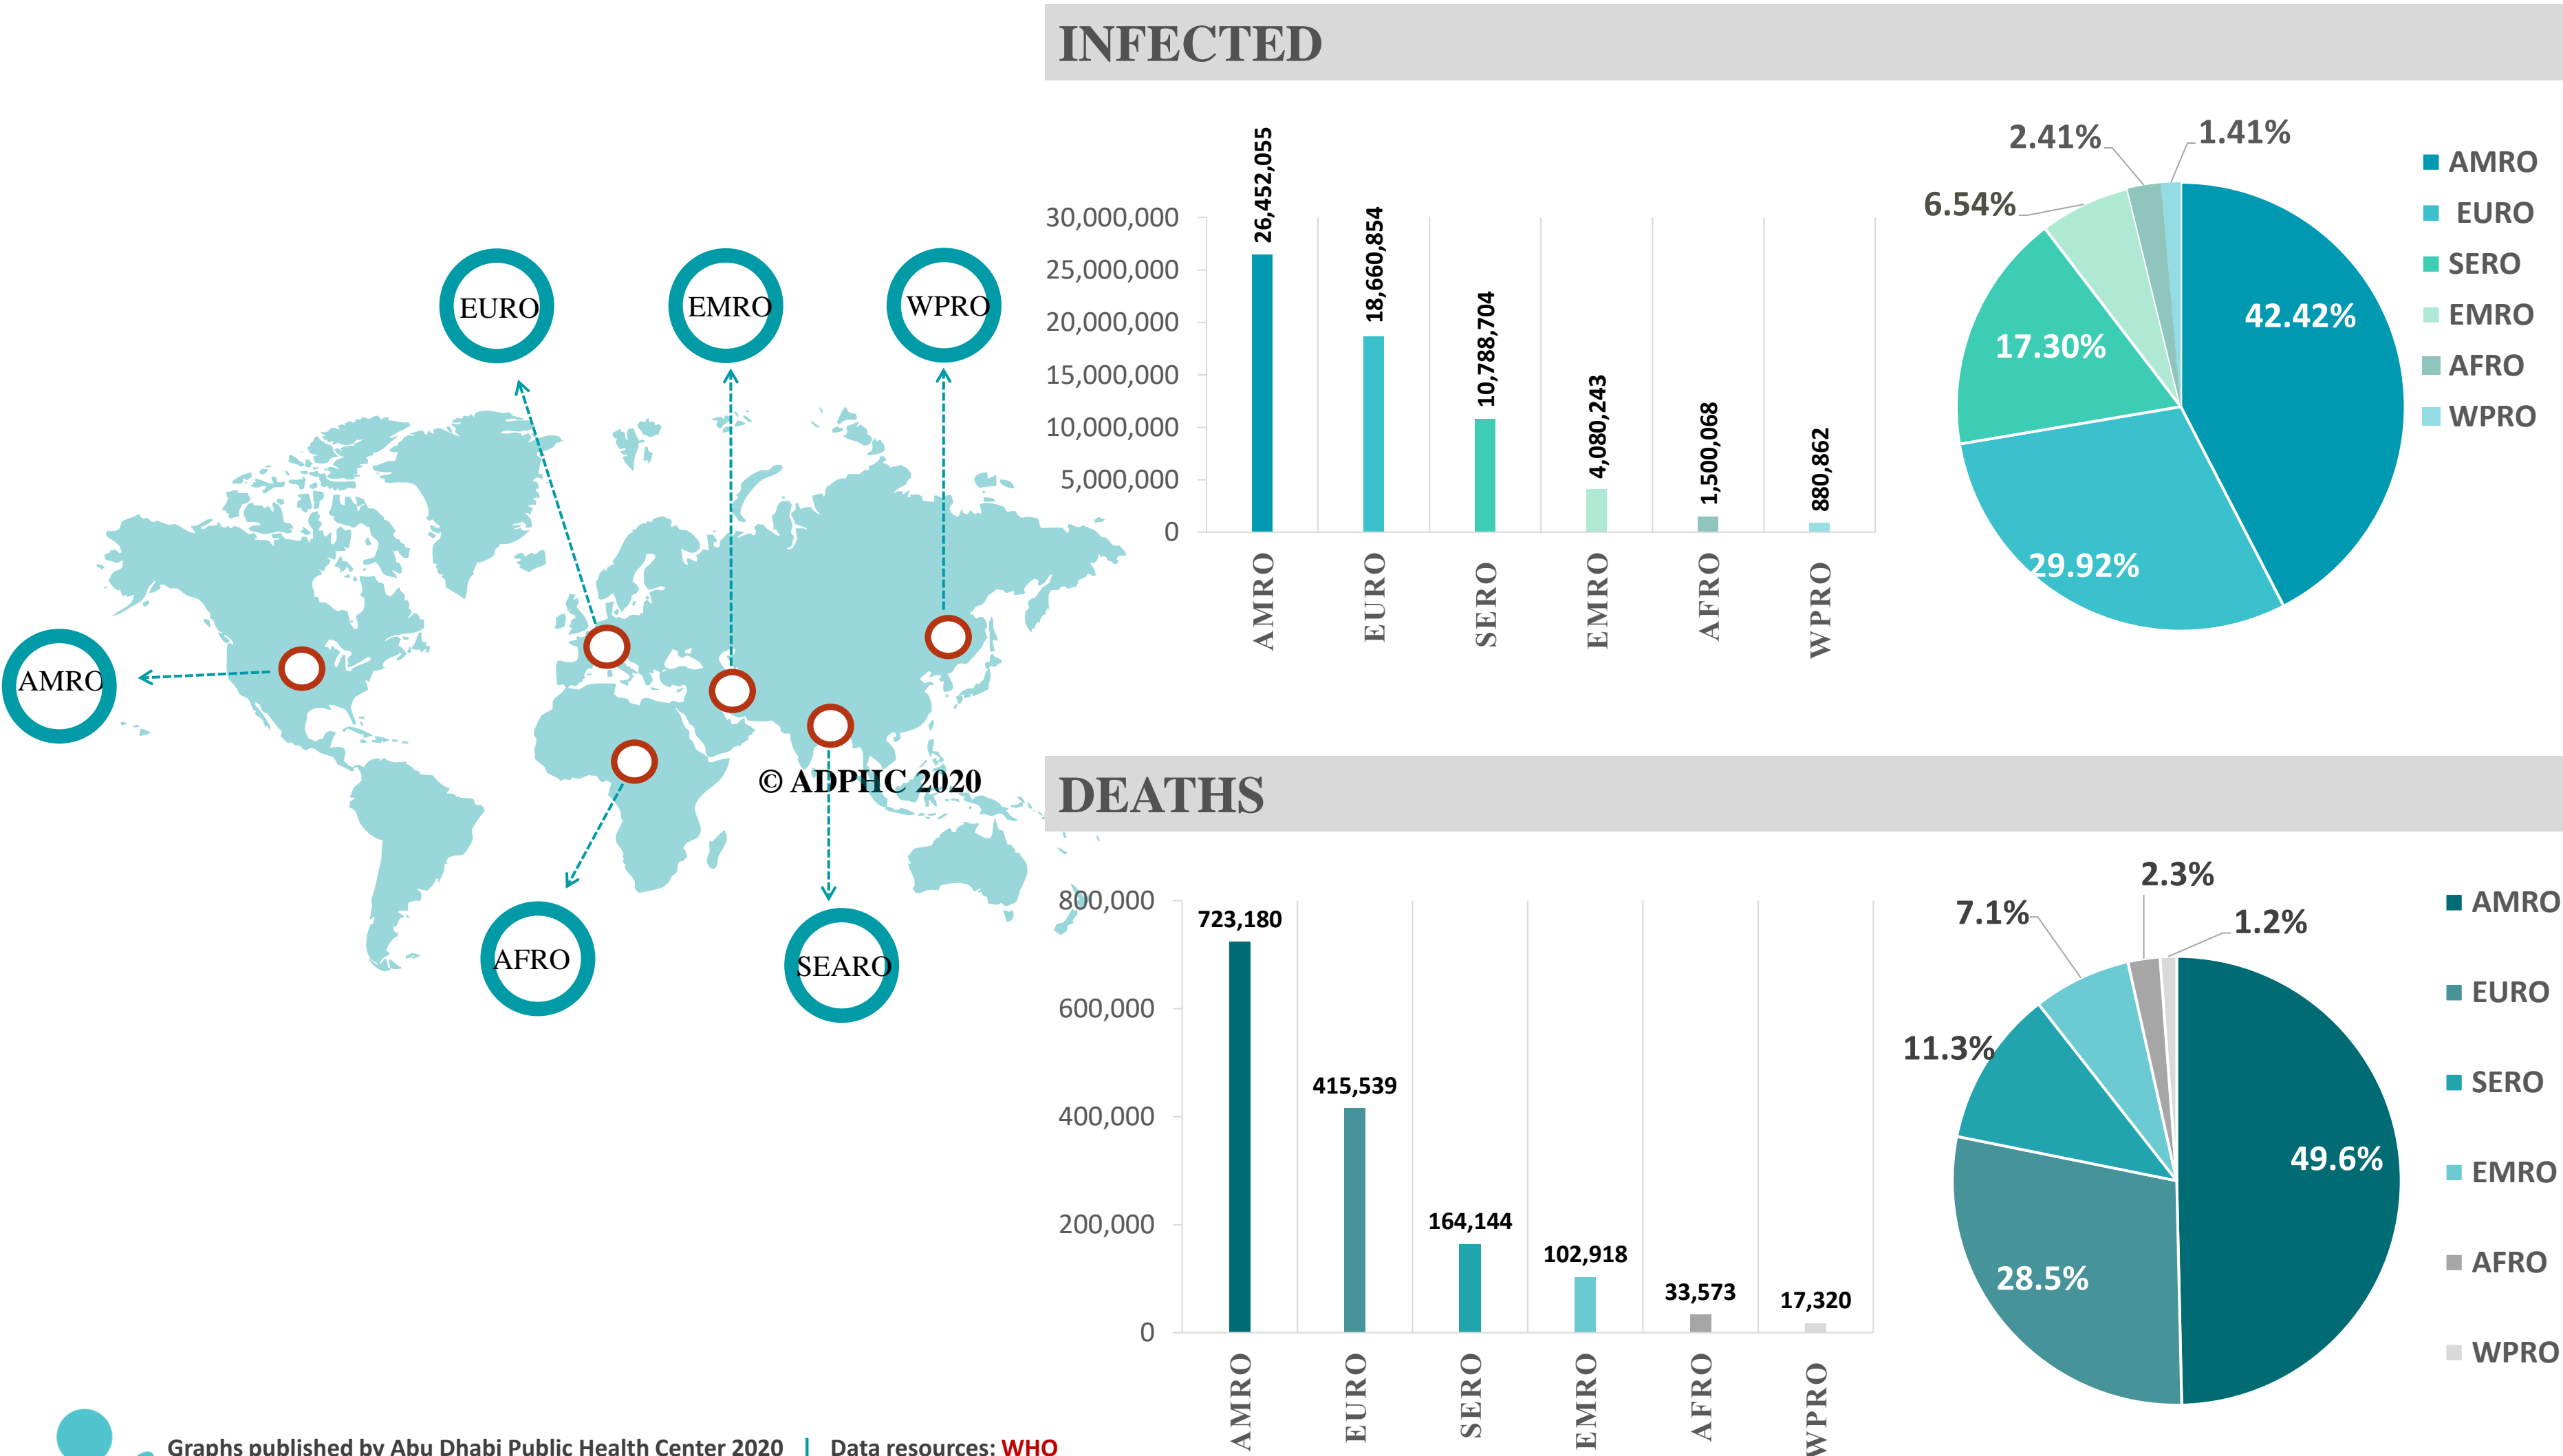 INFECTED
30,000,000
25,000,000
20,000,000
15,000,000
10,000,000
5,000,000
0
26,452,055
18,660,854
10,788,704
4,080,243
1,500,068
880,862
AMRO
EURO
SERO
EMRO
AFRO
WPRO
2.41%
1.41%
6.54%
42.42%
17.30%
29.92%
AMRO
EURO
SERO
EMRO
AFRO
WPRO
EURO
EMRO
WPRO
AMRO
© ADPHC 2020
AFRO
SEARO
DEATHS
800,000
600,000
400,000
200,000
0
723,180
415,539
164,144
102,918
33,573
17,320
AMRO
EURO
SERO
EMRO
AFRO
WPRO
2.3%
7.1%
1.2%
11.3%
49.6%
28.5%
AMRO
EURO
SERO
EMRO
AFRO
WPRO
Graphs published by Abu Dhabi Public Health Center 2020 | Data resources: WHO